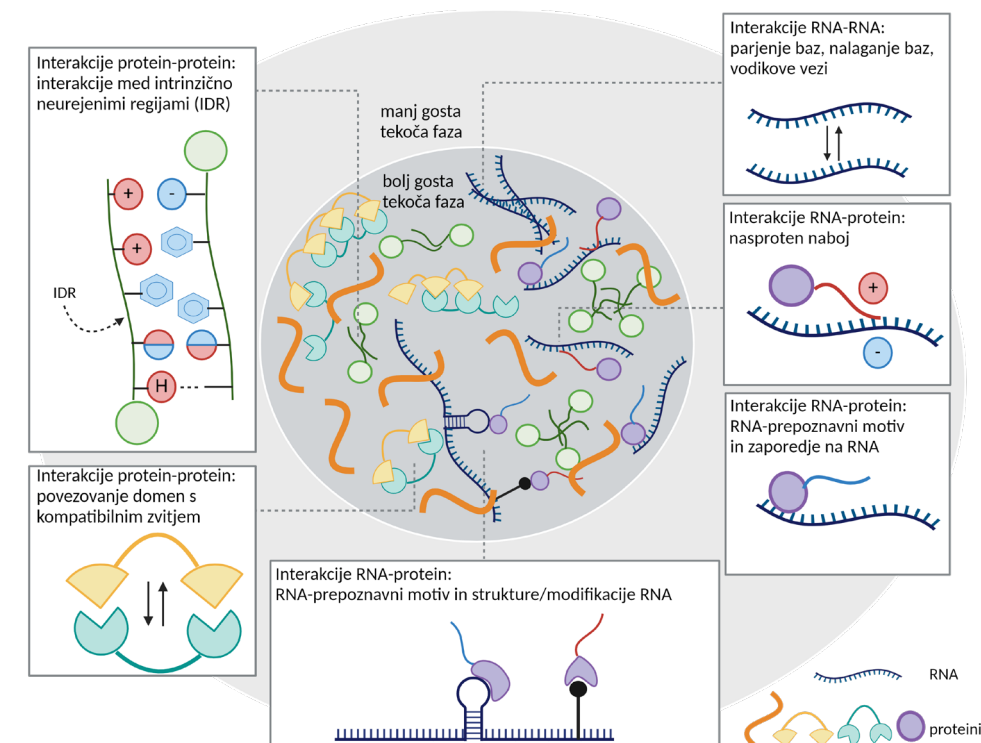 Interakcije protein-protein:
interakcije med intrinzično
neurejenimi regijami (IDR)
+
-
+
IDR
H
Interakcije protein-protein:
povezovanje domen s
kompatibilnim zvitjem
manj gosta
tekoča faza
bolj gosta
tekoča faza
Interakcije RNA-RNA:
parjenje baz, nalaganje baz,
vodikove vezi
Interakcije RNA-protein:
nasproten naboj
+
-
Interakcije RNA-protein:
RNA-prepoznavni motiv
in zaporedje na RNA
Interakcije RNA-protein:
RNA-prepoznavni motiv in strukture/modifikacije RNA
RNA
proteini